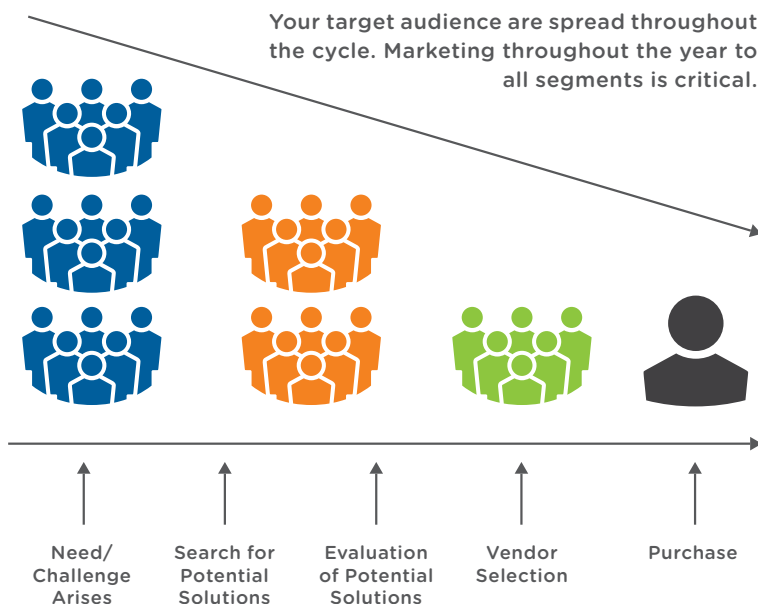 Your target audience are spread throughout
the cycle. Marketing throughout the year to
all segments is critical.
Need/
Challenge
Arises
Search for
Potential
Solutions
Evaluation
of Potential
Solutions
Vendor
Selection
Purchase